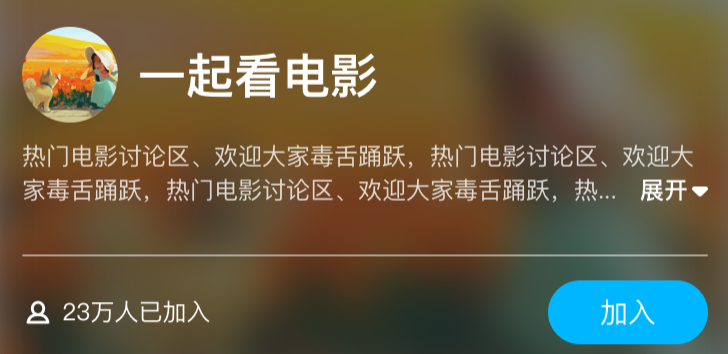 一起看电影
热门电影讨论区、欢迎大家毒舌踊跃，热门电影讨论区、欢迎大
家毒舌踊跃，热门电影讨论区、欢迎大家毒舌踊跃，热... 展开
23万人已加入 加入